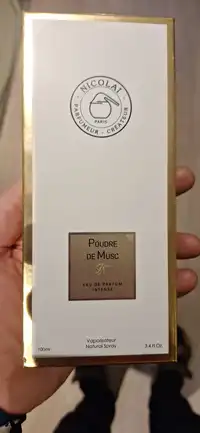 NICOLAÏ
PARIS
PARFUMEUR - CRÉATEUR
POUDRE
DE MUSC
EAU DE PARFUM
INTENSE
Vaporisateur
100ml Natural Spray 3.4 fl.Oz.